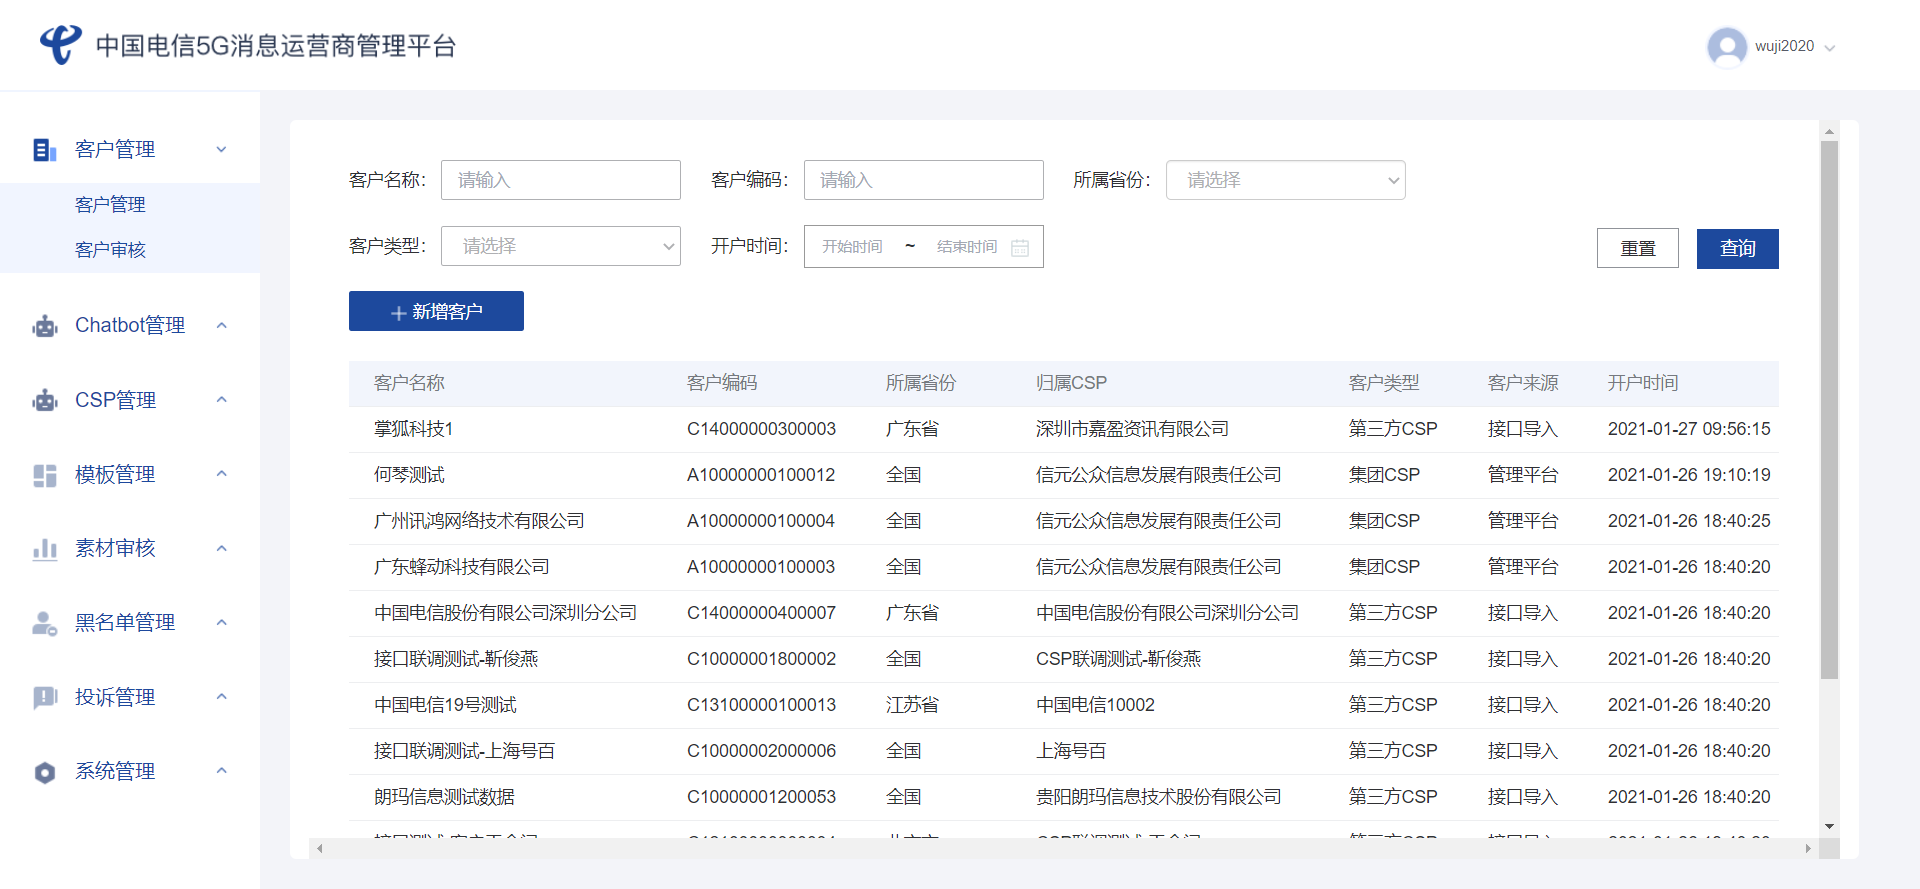 中国电信5G消息运营商管理平台
wuji2020
客户管理
客户管理
客户审核
Chatbot管理
CSP管理
模板管理
素材审核
黑名单管理
投诉管理
系统管理
客户名称： 请输入 客户编码： 请输入 所属省份： 请选择
客户类型： 请选择 开户时间： 开始时间 ~ 结束时间 重置 查询
新增客户
客户名称 客户编码 所属省份 归属CSP 客户类型 客户来源 开户时间
掌狐科技1 C14000000300003 广东省 深圳市嘉盈资讯有限公司 第三方CSP 接口导入 2021-01-27 09:56:15
何琴测试 A10000000100012 全国 信元公众信息发展有限责任公司 集团CSP 管理平台 2021-01-26 19:10:19
广州讯鸿网络技术有限公司 A10000000100004 全国 信元公众信息发展有限责任公司 集团CSP 管理平台 2021-01-26 18:40:25
广东蜂动科技有限公司 A10000000100003 全国 信元公众信息发展有限责任公司 集团CSP 管理平台 2021-01-26 18:40:20
中国电信股份有限公司深圳分公司 C14000000400007 广东省 中国电信股份有限公司深圳分公司 第三方CSP 接口导入 2021-01-26 18:40:20
接口联调测试-靳俊燕 C10000001800002 全国 CSP联调测试-靳俊燕 第三方CSP 接口导入 2021-01-26 18:40:20
中国电信19号测试 C13100000100013 江苏省 中国电信10002 第三方CSP 接口导入 2021-01-26 18:40:20
接口联调测试-上海号百 C10000002000006 全国 上海号百 第三方CSP 接口导入 2021-01-26 18:40:20
朗玛信息测试数据 C10000001200053 全国 贵阳朗玛信息技术股份有限公司 第三方CSP 接口导入 2021-01-26 18:40:20